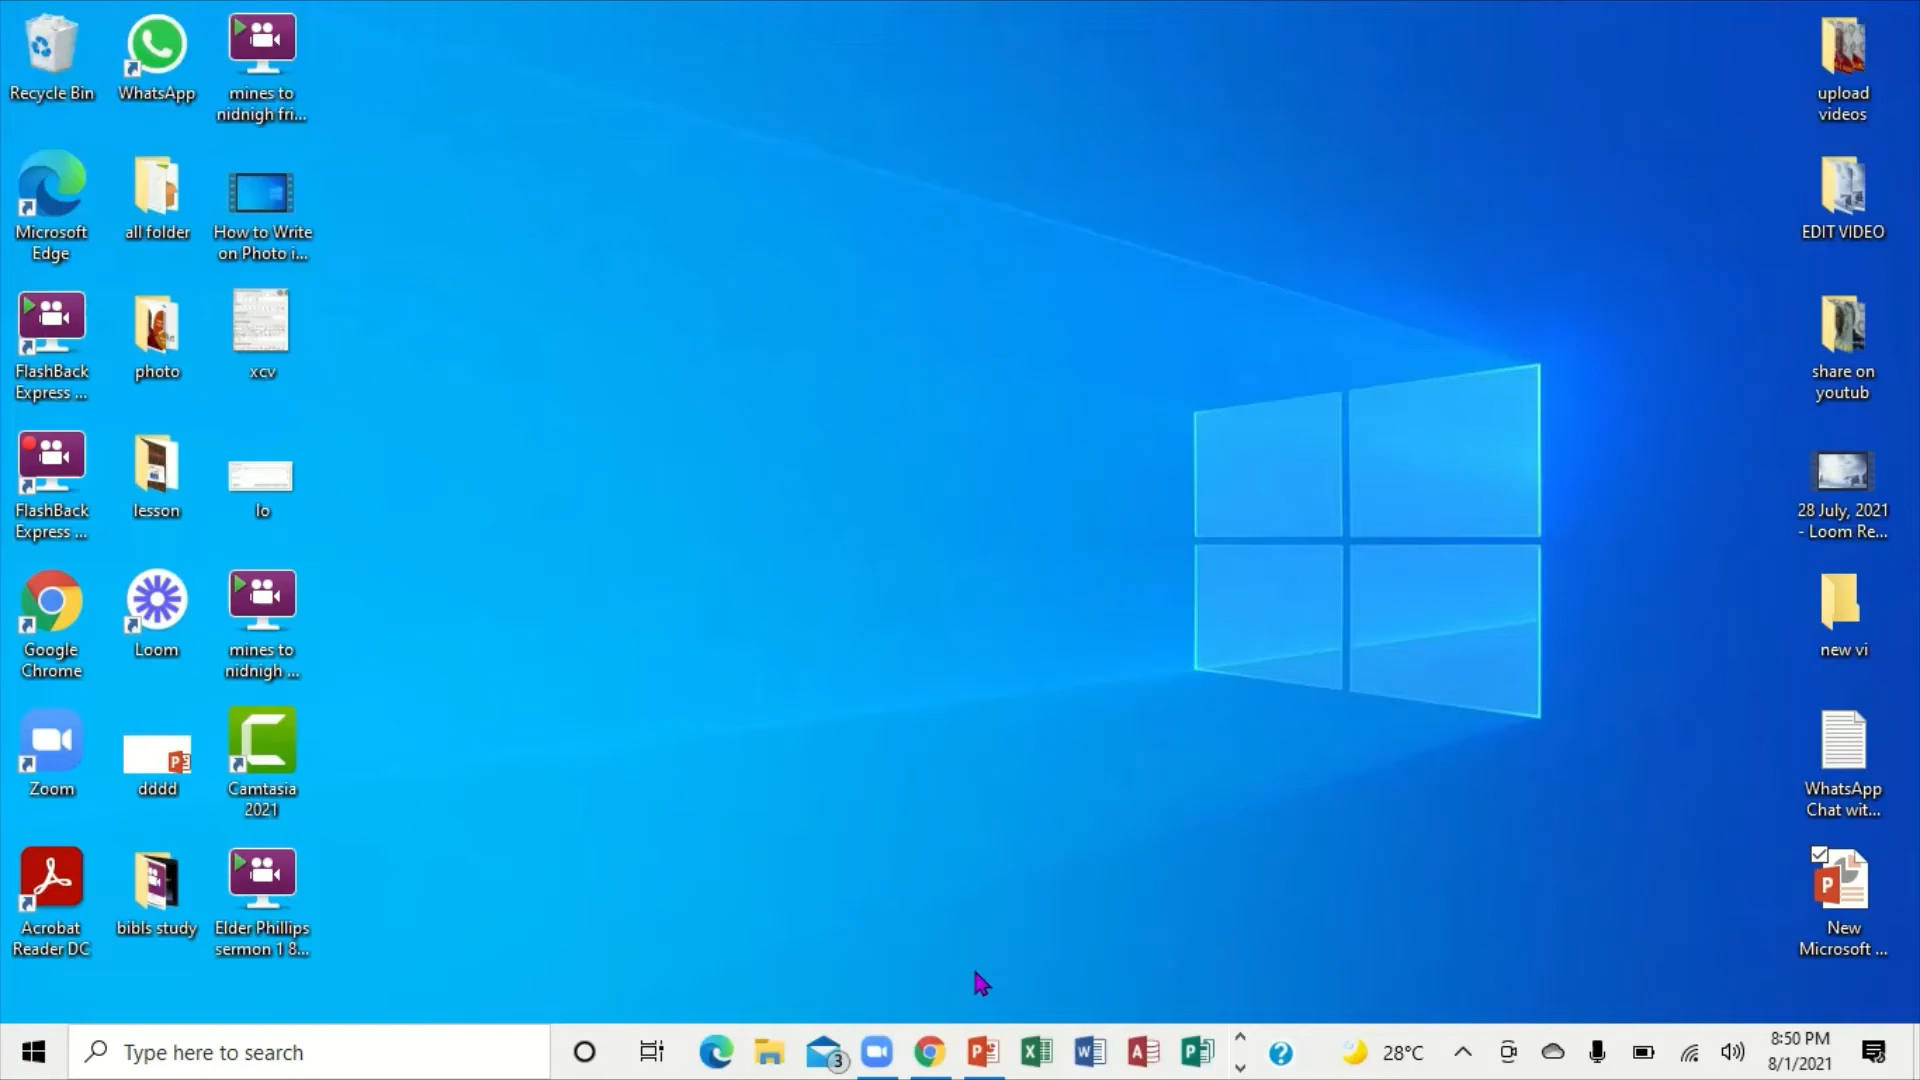 Recycle Bin
WhatsApp
mines to
nidnigh fri...
upload
videos
Microsoft
Edge
all folder
How to Write
on Photo i...
EDIT VIDEO
FlashBack
Express ...
photo
xcv
share on
youtub
FlashBack
Express ...
lesson
lo
28 July, 2021
- Loom Re...
Google
Chrome
Loom
mines to
nidnigh ...
new vi
Zoom
dddd
Camtasia
2021
WhatsApp
Chat wit...
Acrobat
Reader DC
bibls study
Elder Phillips
sermon 1 8...
New
Microsoft ...
Type here to search
3
28°C
8:50 PM
8/1/2021